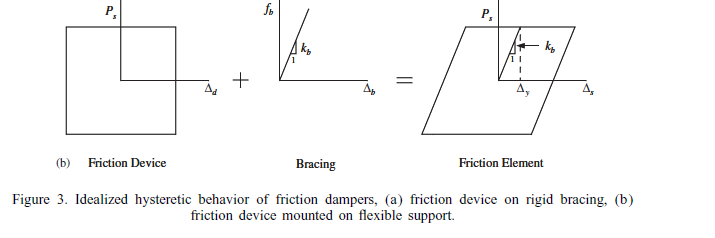 P_s f_b P_s
k_b k_b
1 1
Δ_d + Δ_b = Δ_y Δ_s
(b) Friction Device Bracing Friction Element
Figure 3. Idealized hysteretic behavior of friction dampers, (a) friction device on rigid bracing, (b)
friction device mounted on flexible support.